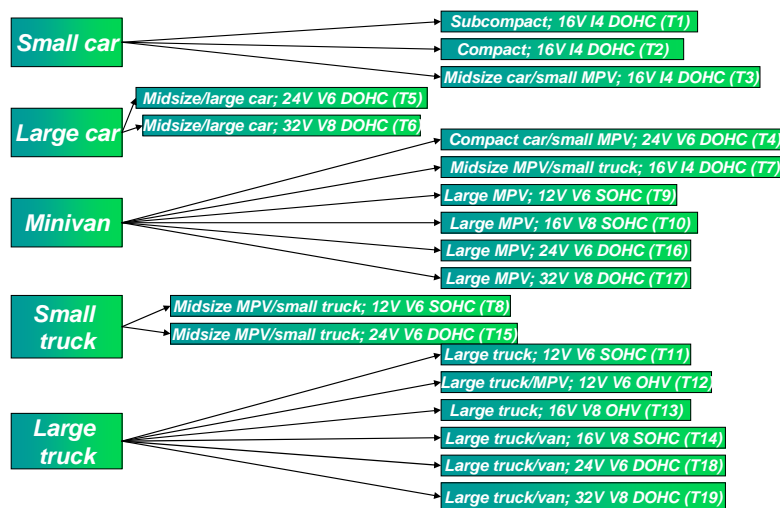 Small car
Subcompact; 16V I4 DOHC (T1)
Compact; 16V I4 DOHC (T2)
Midsize car/small MPV; 16V I4 DOHC (T3)
Large car
Midsize/large car; 24V V6 DOHC (T5)
Midsize/large car; 32V V8 DOHC (T6)
Minivan
Compact car/small MPV; 24V V6 DOHC (T4)
Midsize MPV/small truck; 16V I4 DOHC (T7)
Large MPV; 12V V6 SOHC (T9)
Large MPV; 16V V8 SOHC (T10)
Large MPV; 24V V6 DOHC (T16)
Large MPV; 32V V8 DOHC (T17)
Small
truck
Midsize MPV/small truck; 12V V6 SOHC (T8)
Midsize MPV/small truck; 24V V6 DOHC (T15)
Large
truck
Large truck; 12V V6 SOHC (T11)
Large truck/MPV; 12V V6 OHV (T12)
Large truck; 16V V8 OHV (T13)
Large truck/van; 16V V8 SOHC (T14)
Large truck/van; 24V V6 DOHC (T18)
Large truck/van; 32V V8 DOHC (T19)